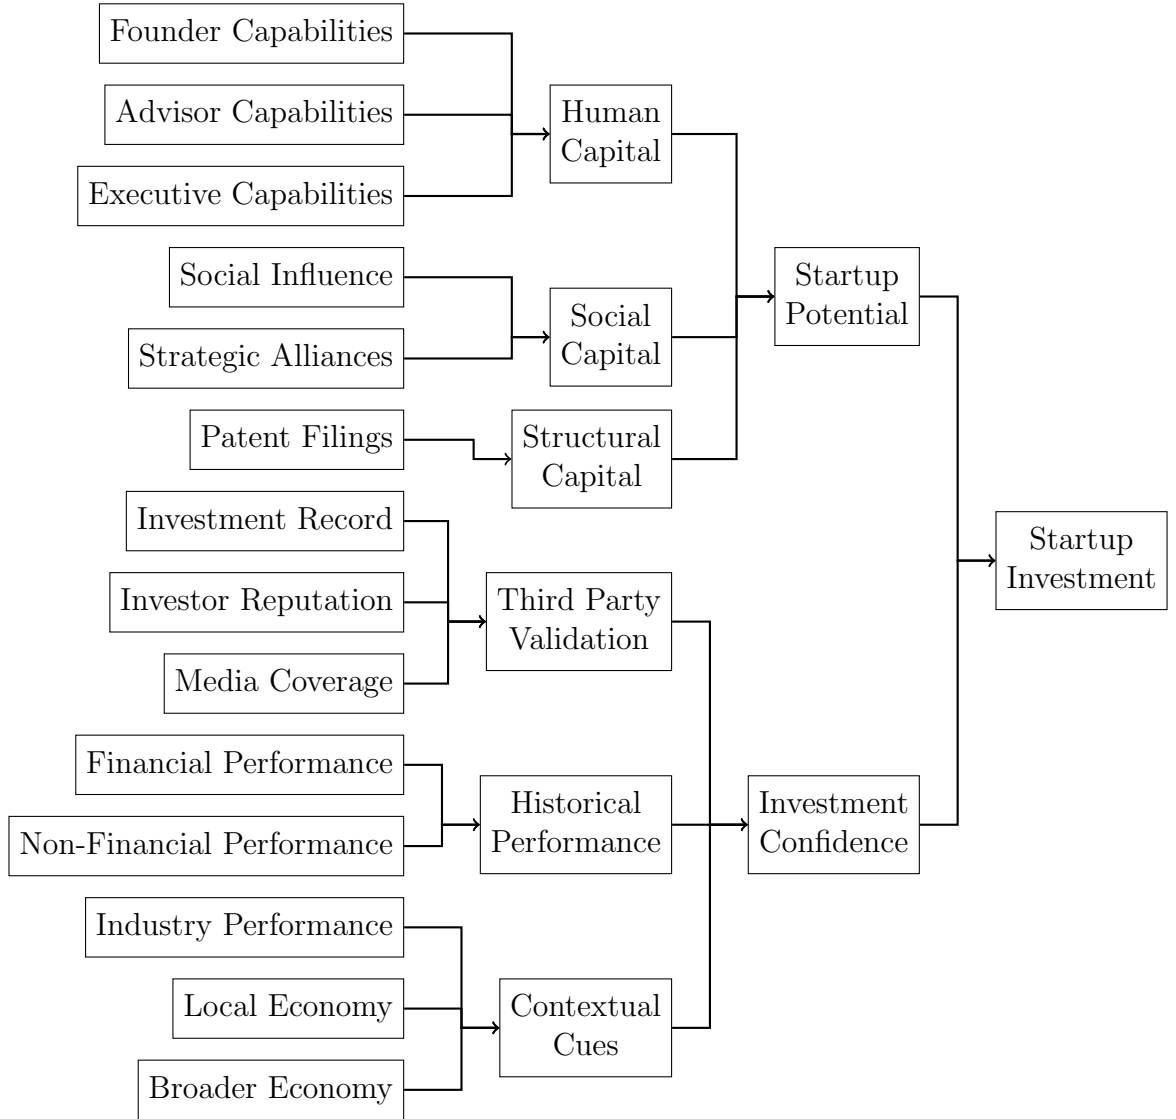 Founder Capabilities
Advisor Capabilities
Executive Capabilities
Social Influence
Strategic Alliances
Patent Filings
Investment Record
Investor Reputation
Media Coverage
Financial Performance
Non-Financial Performance
Industry Performance
Local Economy
Broader Economy
Human
Capital
Social
Capital
Structural
Capital
Third Party
Validation
Historical
Performance
Contextual
Cues
Startup
Potential
Investment
Confidence
Startup
Investment